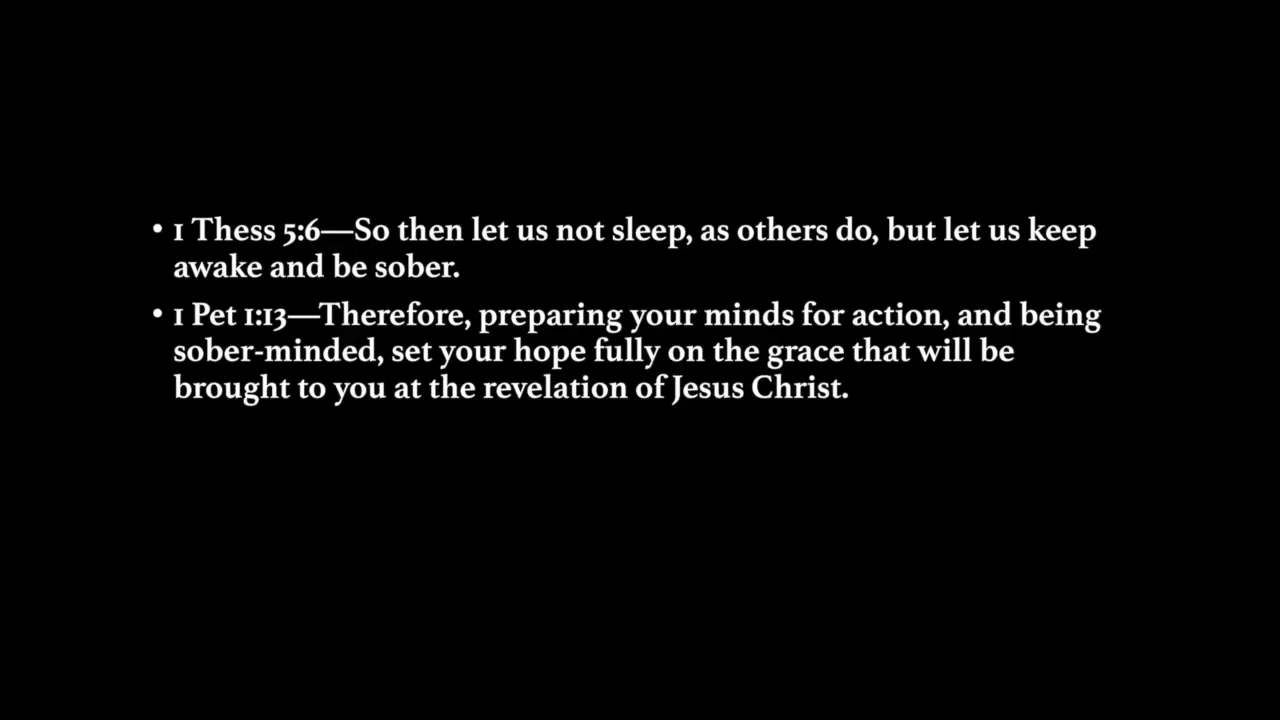 • 1 Thess 5:6—So then let us not sleep, as others do, but let us keep
awake and be sober.
• 1 Pet 1:13—Therefore, preparing your minds for action, and being
sober-minded, set your hope fully on the grace that will be
brought to you at the revelation of Jesus Christ.